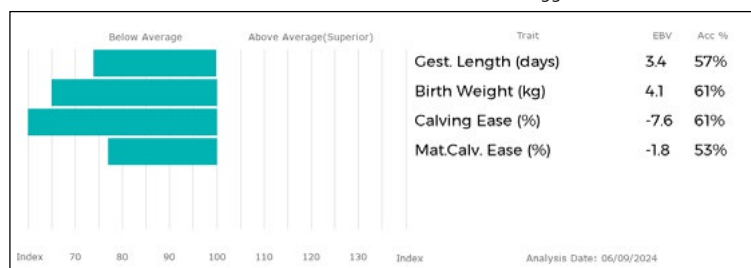 Below Average Above Average(Superior) Trait EBV Acc %
Gest. Length (days) 3.4 57%
Birth Weight (kg) 4.1 61%
Calving Ease (%) -7.6 61%
Mat.Calv. Ease (%) -1.8 53%
Index 70 80 90 100 110 120 130 Index Analysis Date: 06/09/2024